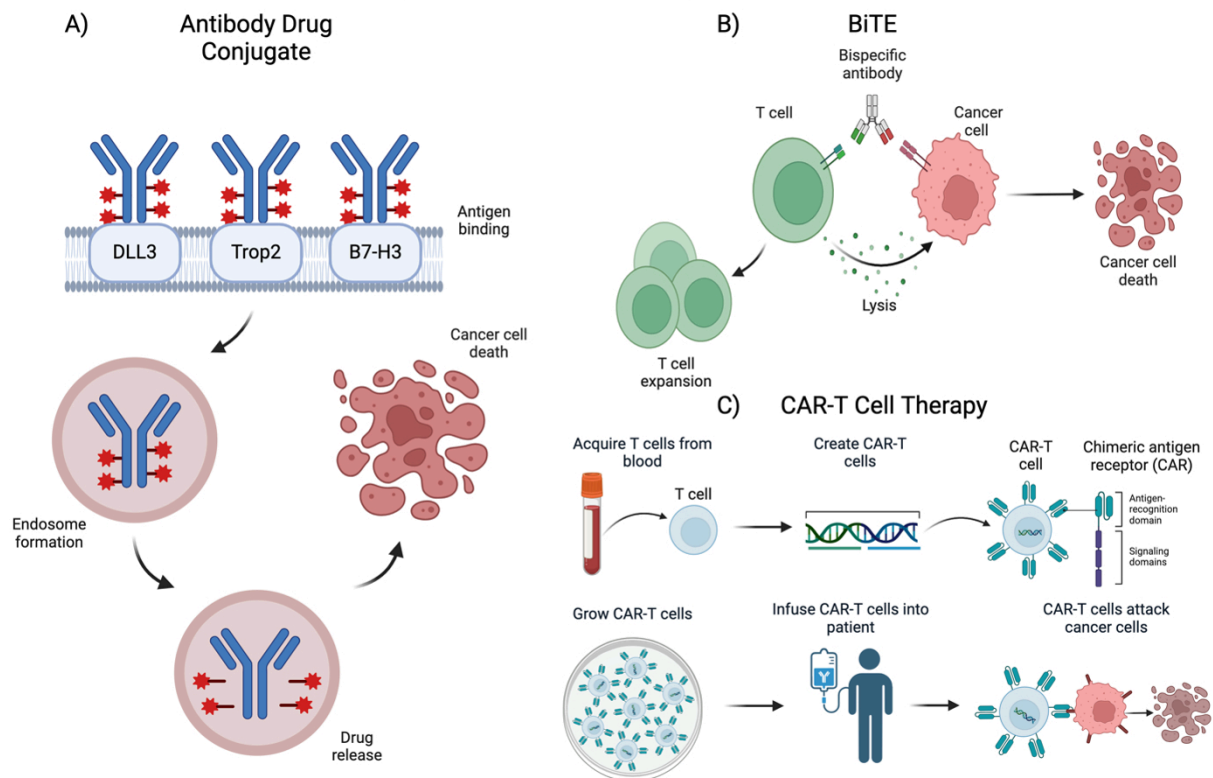 A)
Antibody Drug
Conjugate
DLL3
Trop2
B7-H3
Antigen
binding
Endosome
formation
Drug
release
Cancer cell
death
B)
BiTE
Bispecific
antibody
T cell
Cancer
cell
Lysis
T cell
expansion
Cancer cell
death
C)
CAR-T Cell Therapy
Acquire T cells from
blood
T cell
Create CAR-T
cells
CAR-T
cell
Chimeric antigen
receptor (CAR)
Antigen-
recognition
domain
Signaling
domains
Grow CAR-T cells
Infuse CAR-T cells into
patient
CAR-T cells attack
cancer cells